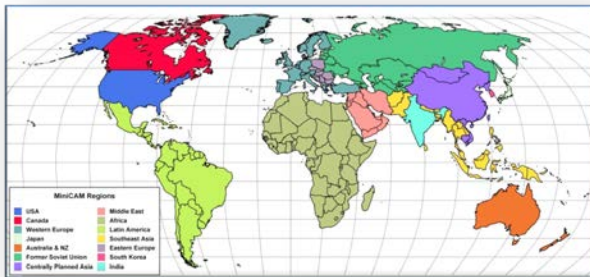 MiniCAM Regions
USA
Canada
Western Europe
Japan
Australia & NZ
Former Soviet Union
Centrally Planned Asia
Middle East
Africa
Latin America
Southeast Asia
Eastern Europe
South Korea
India